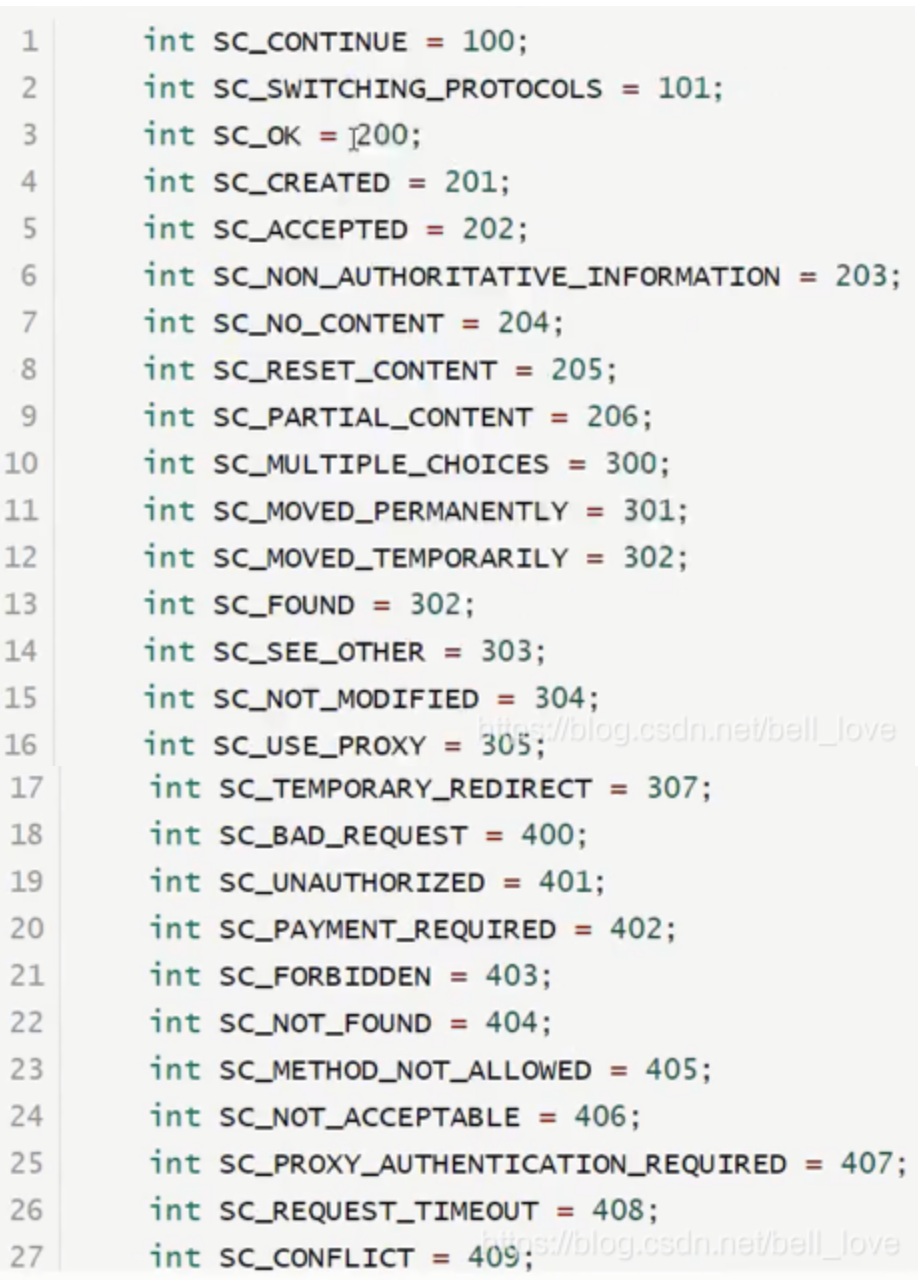 1 int SC_CONTINUE = 100;
2 int SC_SWITCHING_PROTOCOLS = 101;
3 int SC_OK = 200;
4 int SC_CREATED = 201;
5 int SC_ACCEPTED = 202;
6 int SC_NON_AUTHORITATIVE_INFORMATION = 203;
7 int SC_NO_CONTENT = 204;
8 int SC_RESET_CONTENT = 205;
9 int SC_PARTIAL_CONTENT = 206;
10 int SC_MULTIPLE_CHOICES = 300;
11 int SC_MOVED_PERMANENTLY = 301;
12 int SC_MOVED_TEMPORARILY = 302;
13 int SC_FOUND = 302;
14 int SC_SEE_OTHER = 303;
15 int SC_NOT_MODIFIED = 304;
https://blog.csdn.net/bell_love
16 int SC_USE_PROXY = 305;
17 int SC_TEMPORARY_REDIRECT = 307;
18 int SC_BAD_REQUEST = 400;
19 int SC_UNAUTHORIZED = 401;
20 int SC_PAYMENT_REQUIRED = 402;
21 int SC_FORBIDDEN = 403;
22 int SC_NOT_FOUND = 404;
23 int SC_METHOD_NOT_ALLOWED = 405;
24 int SC_NOT_ACCEPTABLE = 406;
25 int SC_PROXY_AUTHENTICATION_REQUIRED = 407;
26 int SC_REQUEST_TIMEOUT = 408;
https://blog.csdn.net/bell_love
27 int SC_CONFLICT = 409;